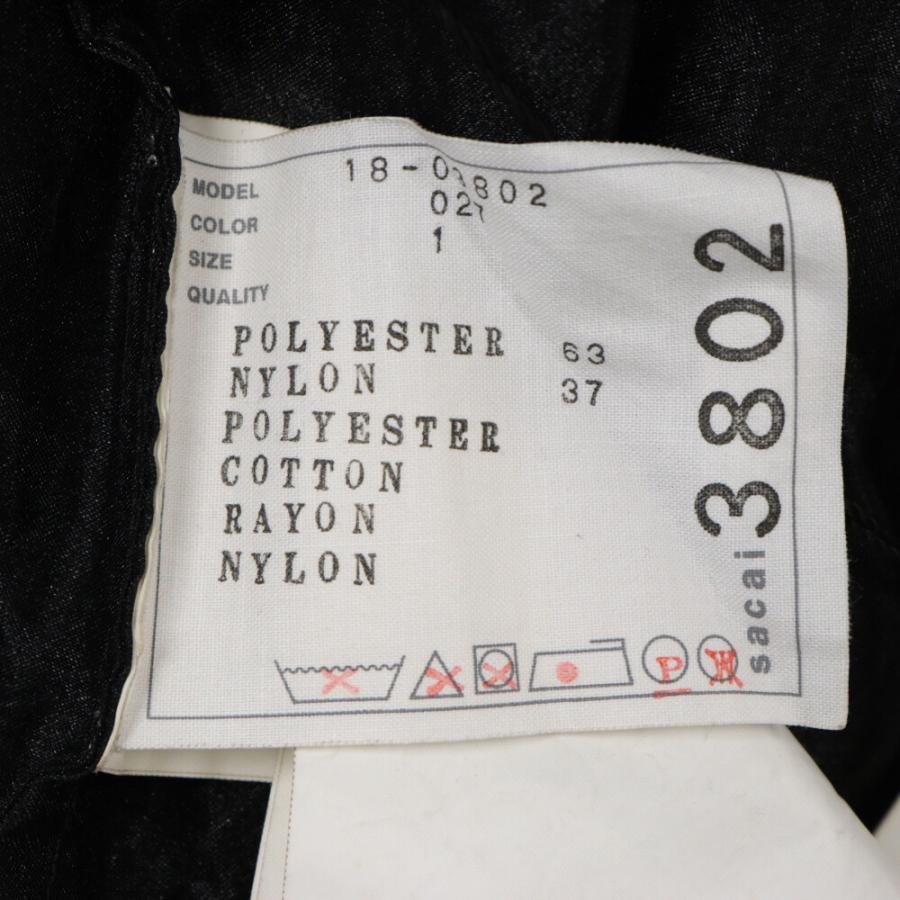 MODEL 18-03802
COLOR 021
SIZE 1
QUALITY
POLYESTER 63
NYLON 37
POLYESTER
COTTON
RAYON
NYLON
P
W
sacai 3802